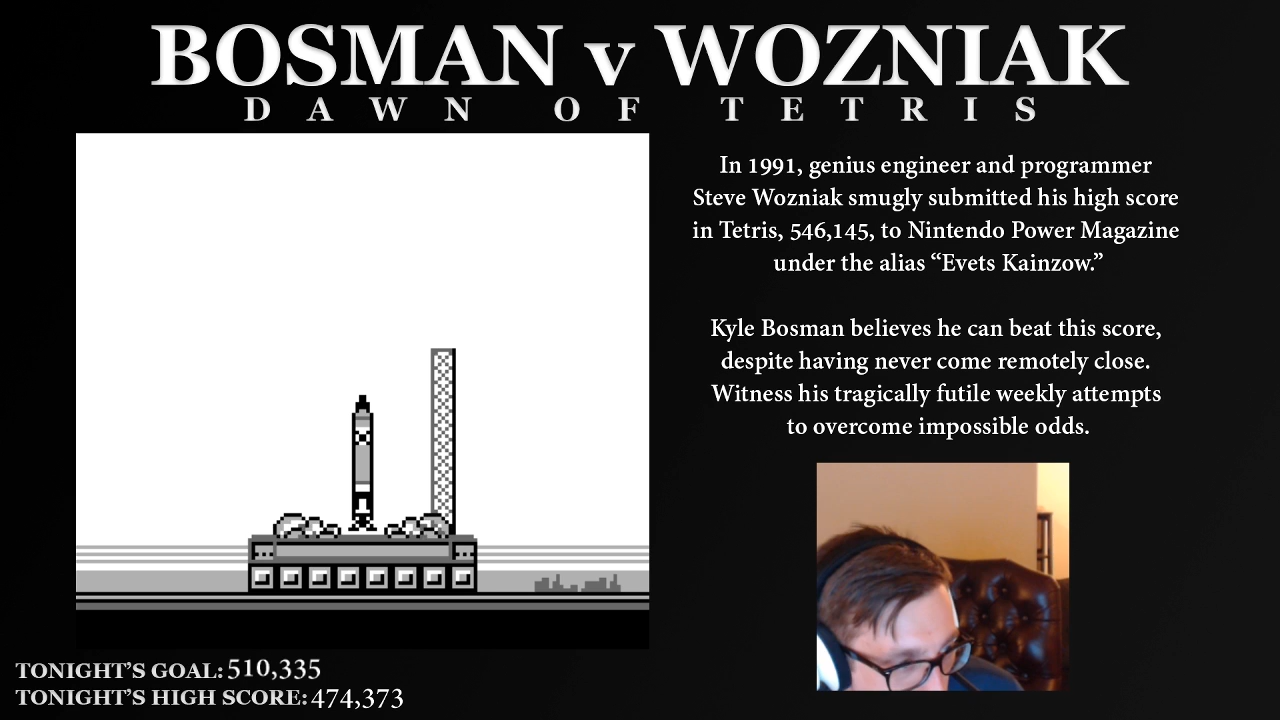 BOSMAN v WOZNIAK
DAWN OF TETRIS
In 1991, genius engineer and programmer
Steve Wozniak smugly submitted his high score
in Tetris, 546,145, to Nintendo Power Magazine
under the alias “Evets Kainzow.”
Kyle Bosman believes he can beat this score,
despite having never come remotely close.
Witness his tragically futile weekly attempts
to overcome impossible odds.
TONIGHT’S GOAL: 510,335
TONIGHT’S HIGH SCORE: 474,373